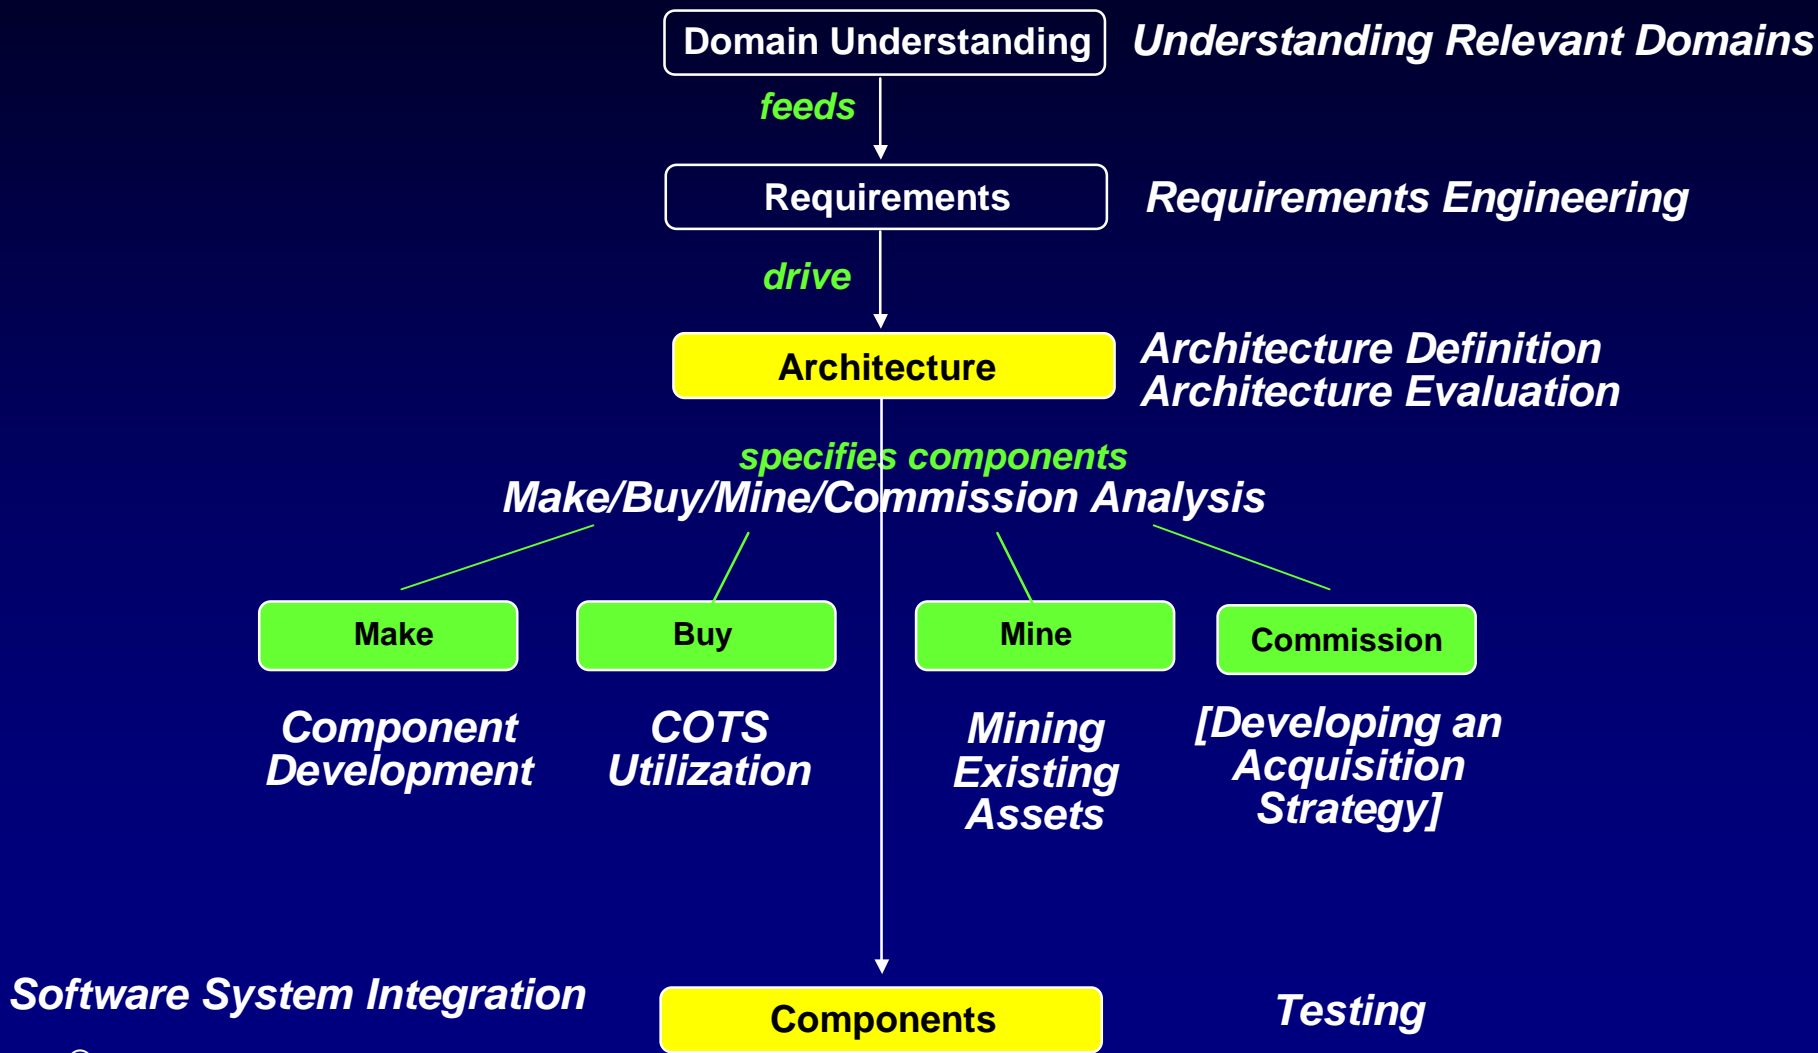 Domain Understanding
Understanding Relevant Domains
feeds
Requirements
Requirements Engineering
drive
Architecture
Architecture Definition
Architecture Evaluation
specifies components
Make/Buy/Mine/Commission Analysis
Make
Buy
Mine
Commission
Component
Development
COTS
Utilization
Mining
Existing
Assets
[Developing an
Acquisition
Strategy]
Software System Integration
Components
Testing